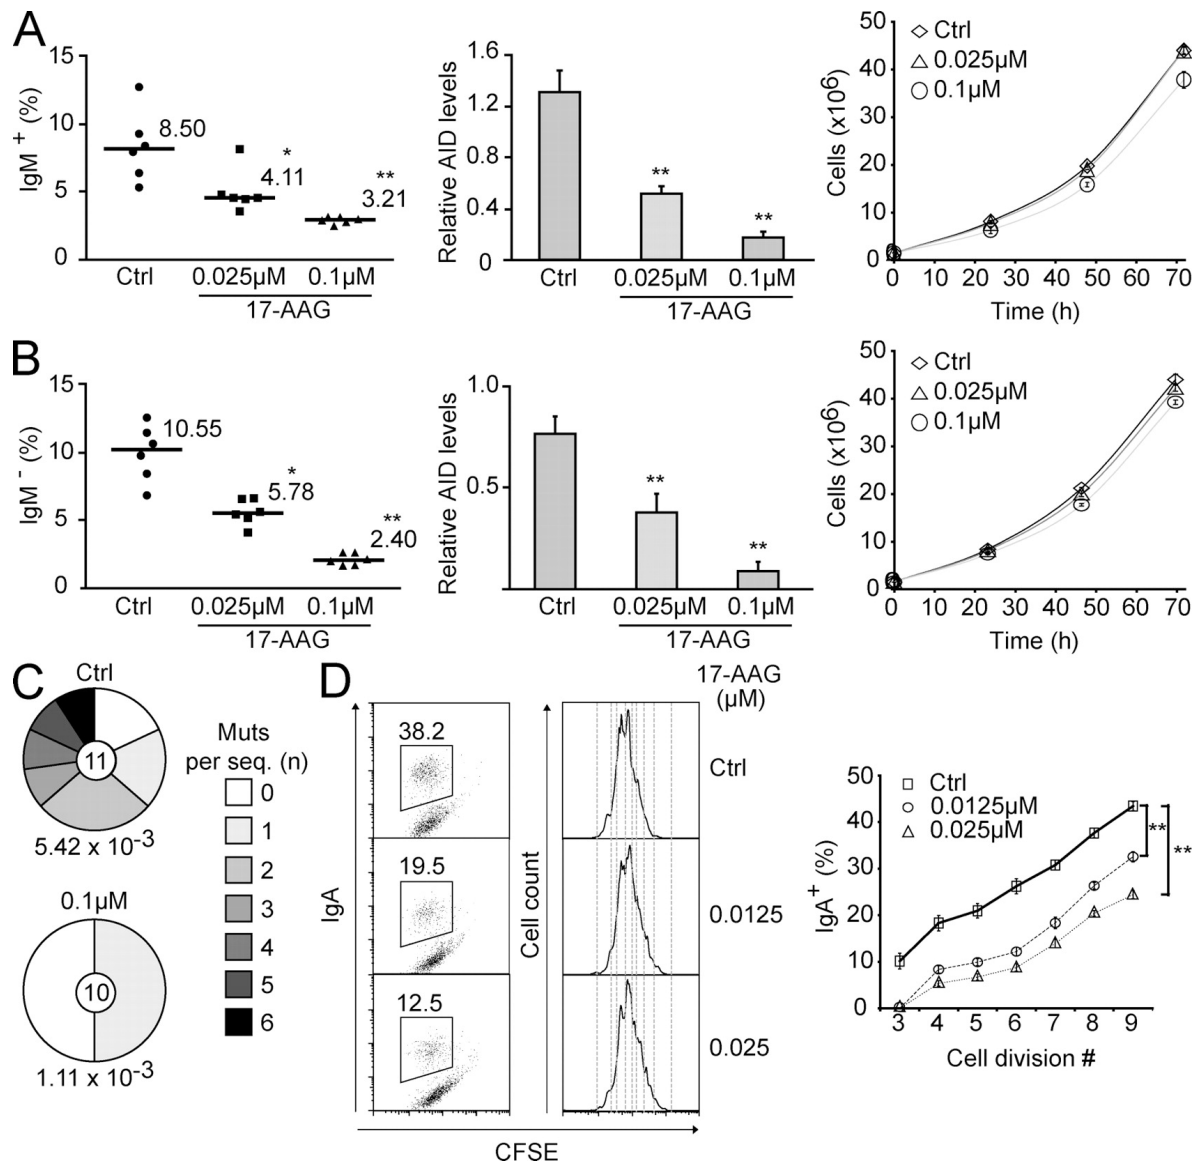 A
IgM + (%)
15
10
5
0
8.50
*
4.11
**
3.21
Ctrl
0.025µM
0.1µM
17-AAG
Relative AID levels
1.6
1.2
0.8
0.4
0
**
**
Ctrl
0.025µM
0.1µM
17-AAG
Cells (x10⁶)
50
40
30
20
10
0
Ctrl
0.025µM
0.1µM
0 10 20 30 40 50 60 70
Time (h)
B
IgM - (%)
15
10
5
0
10.55
*
5.78
**
2.40
Ctrl
0.025µM
0.1µM
17-AAG
Relative AID levels
1.0
0.5
**
**
Ctrl
0.025µM
0.1µM
17-AAG
Cells (x10⁶)
50
40
30
20
10
0
Ctrl
0.025µM
0.1µM
0 10 20 30 40 50 60 70
Time (h)
C
Ctrl
11
5.42 x 10⁻³
0.1µM
10
1.11 x 10⁻³
Muts
per seq. (n)
0
1
2
3
4
5
6
D
17-AAG
(µM)
38.2
Ctrl
19.5
0.0125
12.5
0.025
IgA
Cell count
CFSE
IgA⁺ (%)
50
40
30
20
10
0
Ctrl
0.0125µM
0.025µM
**
**
3 4 5 6 7 8 9
Cell division #